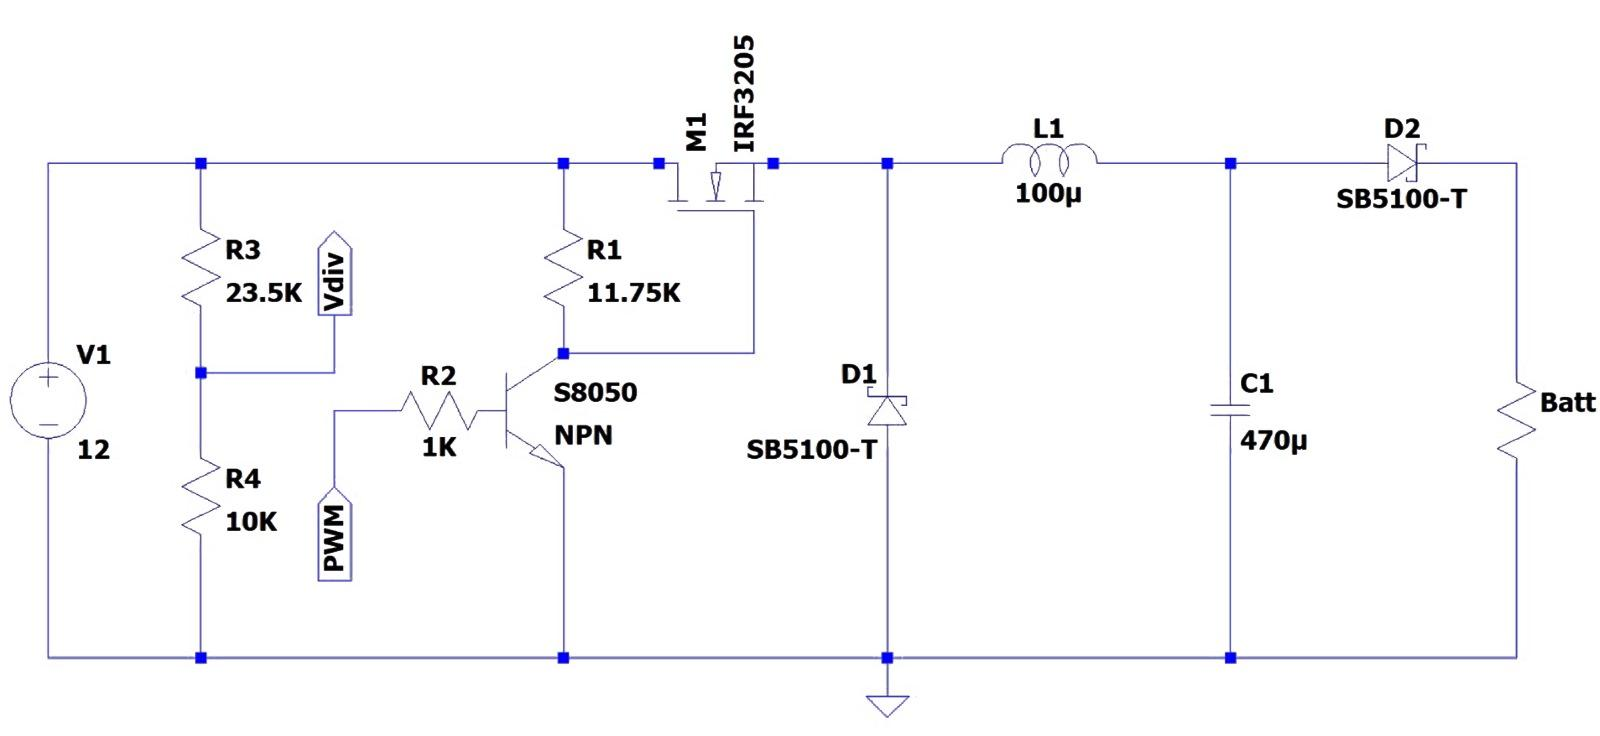 M1
IRF3205
L1
100µ
D2
SB5100-T
R3
23.5K
Vdiv
R1
11.75K
V1
12
R2
1K
S8050
NPN
D1
SB5100-T
C1
470µ
Batt
R4
10K
PWM